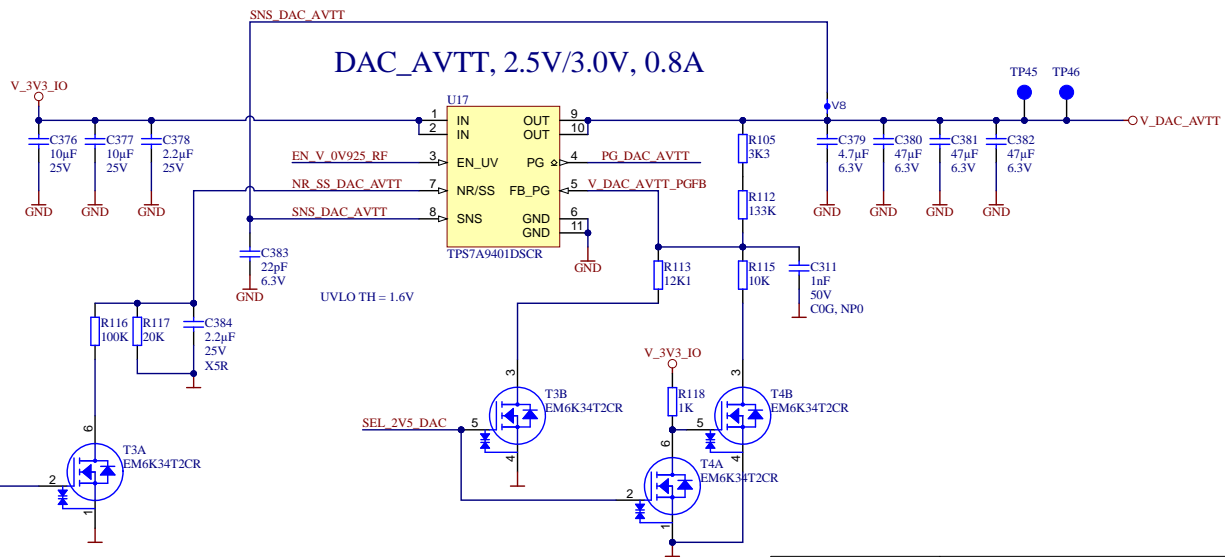 SNS_DAC_AVTT
DAC_AVTT, 2.5V/3.0V, 0.8A
V_3V3_IO
C376
10µF
25V
GND
C377
10µF
25V
GND
C378
2.2µF
25V
GND
U17
1 IN
2 IN
3 EN_UV
7 NR/SS
8 SNS
OUT 9
OUT 10
PG 4
FB_PG 5
GND 6
GND 11
TPS7A9401DSCR
EN_V_0V925_RF
NR_SS_DAC_AVTT
SNS_DAC_AVTT
PG_DAC_AVTT
V_DAC_AVTT_PGFB
GND
C383
22pF
6.3V
GND
UVLO TH = 1.6V
R105
3K3
R112
133K
V8
TP45
TP46
V_DAC_AVTT
C379
4.7µF
6.3V
GND
C380
47µF
6.3V
GND
C381
47µF
6.3V
GND
C382
47µF
6.3V
GND
R113
12K1
R115
10K
C311
1nF
50V
C0G, NP0
R116
100K
R117
20K
C384
2.2µF
25V
X5R
6
T3A
EM6K34T2CR
2
1
3
T3B
EM6K34T2CR
SEL_2V5_DAC
5
4
V_3V3_IO
R118
1K
3
T4B
EM6K34T2CR
5
4
6
T4A
EM6K34T2CR
2
1